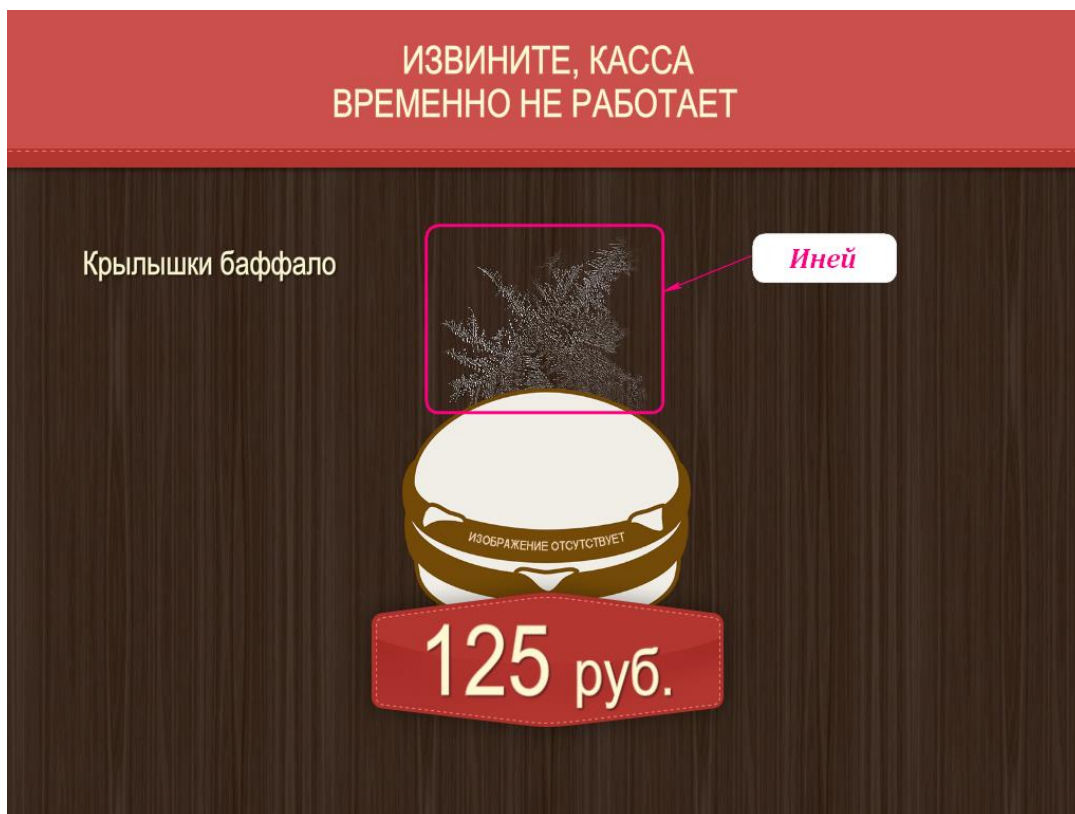 ИЗВИНИТЕ, КАССА
ВРЕМЕННО НЕ РАБОТАЕТ
Крылышки баффало
Иней
ИЗОБРАЖЕНИЕ ОТСУТСТВУЕТ
125 руб.